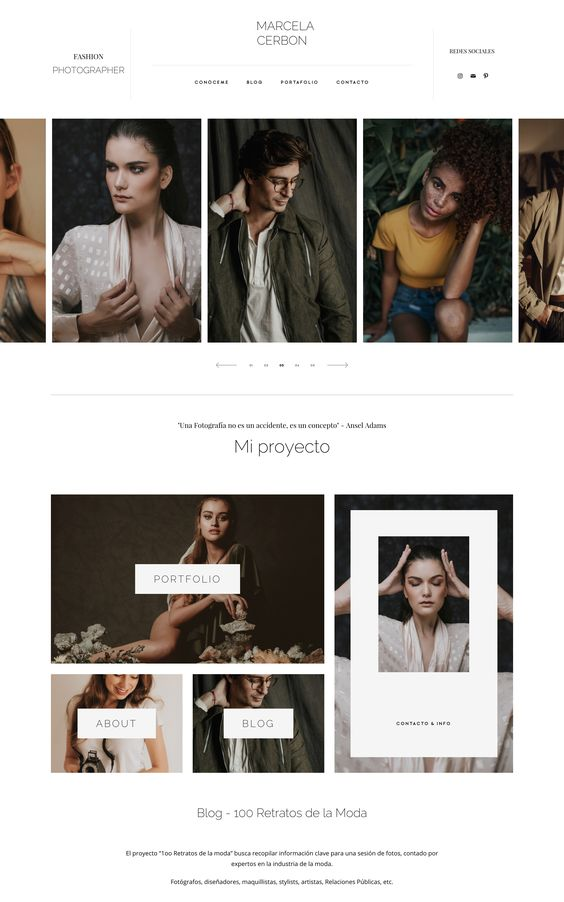 FASHION
PHOTOGRAPHER
MARCELA
CERBON
CONÓCEME BLOG PORTAFOLIO CONTACTO
REDES SOCIALES
01 02 03 04 05
"Una Fotografía no es un accidente, es un concepto" - Ansel Adams
Mi proyecto
PORTFOLIO
ABOUT
BLOG
CONTACTO & INFO
Blog - 100 Retratos de la Moda
El proyecto "1oo Retratos de la moda" busca recopilar información clave para una sesión de fotos, contado por
expertos en la industria de la moda.
Fotógrafos, diseñadores, maquillistas, stylists, artistas, Relaciones Públicas, etc.